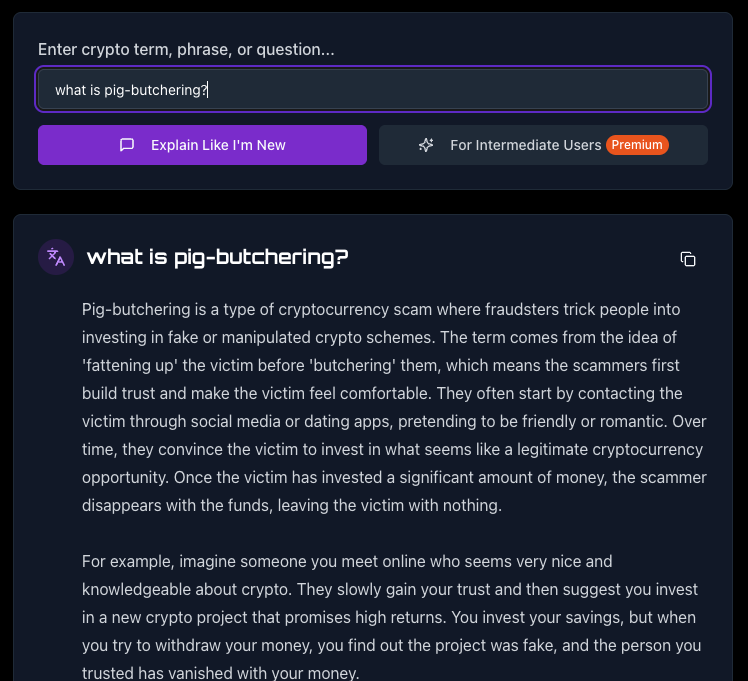 Enter crypto term, phrase, or question...
what is pig-butchering?
Explain Like I'm New
For Intermediate Users Premium
what is pig-butchering?
Pig-butchering is a type of cryptocurrency scam where fraudsters trick people into
investing in fake or manipulated crypto schemes. The term comes from the idea of
'fattening up' the victim before 'butchering' them, which means the scammers first
build trust and make the victim feel comfortable. They often start by contacting the
victim through social media or dating apps, pretending to be friendly or romantic. Over
time, they convince the victim to invest in what seems like a legitimate cryptocurrency
opportunity. Once the victim has invested a significant amount of money, the scammer
disappears with the funds, leaving the victim with nothing.
For example, imagine someone you meet online who seems very nice and
knowledgeable about crypto. They slowly gain your trust and then suggest you invest
in a new crypto project that promises high returns. You invest your savings, but when
you try to withdraw your money, you find out the project was fake, and the person you
trusted has vanished with your money.